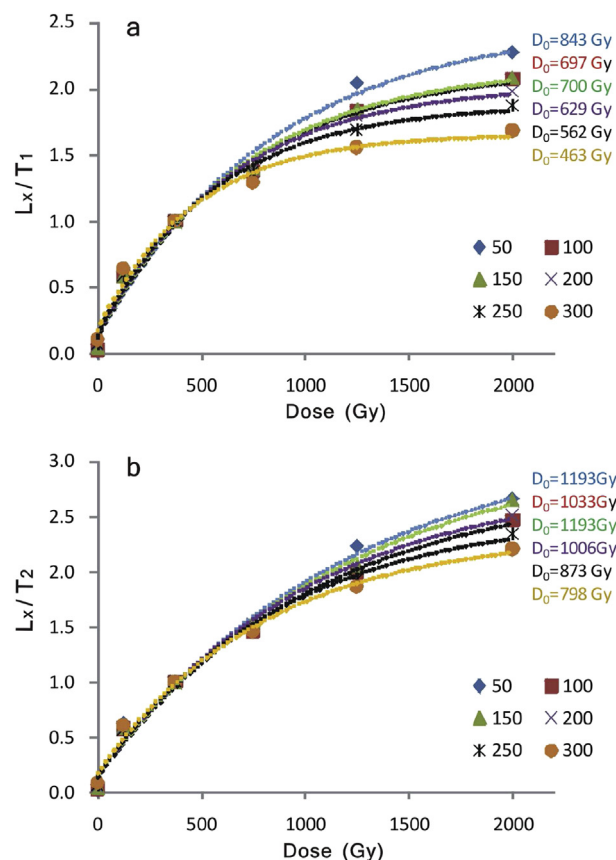 a
Lx/T1
2.5
2.0
1.5
1.0
0.5
0.0
D0=843 Gy
D0=697 Gy
D0=700 Gy
D0=629 Gy
D0=562 Gy
D0=463 Gy
50 100
150 200
250 300
0 500 1000 1500 2000
Dose (Gy)
b
Lx/T2
3.0
2.5
2.0
1.5
1.0
0.5
0.0
D0=1193Gy
D0=1033Gy
D0=1193Gy
D0=1006Gy
D0=873 Gy
D0=798 Gy
50 100
150 200
250 300
0 500 1000 1500 2000
Dose (Gy)